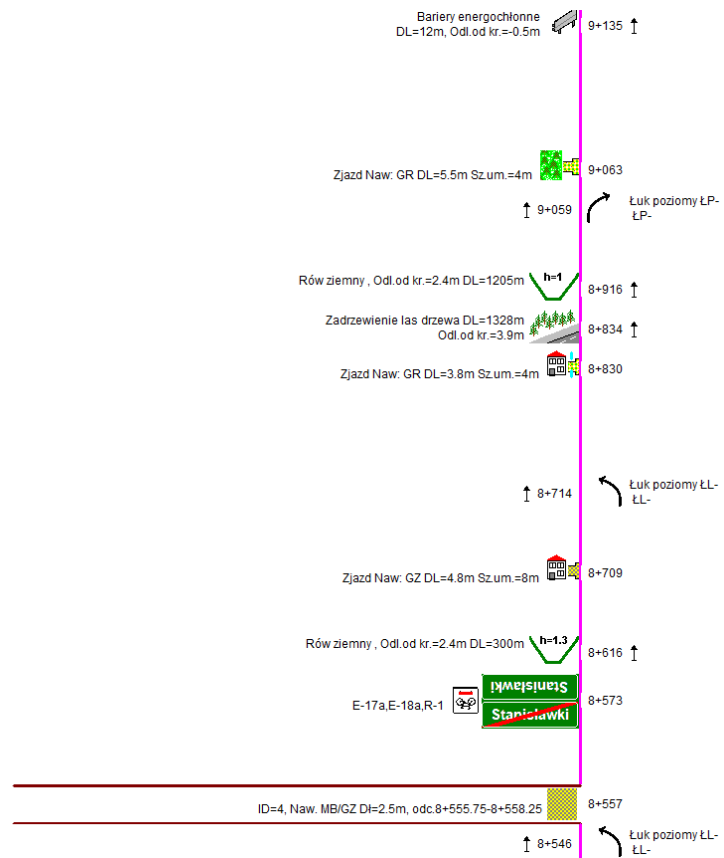 Bariery energochłonne
DL=12m, Odl.od kr.=-0.5m
9+135
Zjazd Naw: GR DL=5.5m Sz.um.=4m
9+063
9+059
Łuk poziomy ŁP-
ŁP-
Rów ziemny , Odl.od kr.=2.4m DL=1205m
h=1
8+916
Zadrzewienie las drzewa DL=1328m
Odl.od kr.=3.9m
8+834
Zjazd Naw: GR DL=3.8m Sz.um.=4m
8+830
8+714
Łuk poziomy ŁL-
ŁL-
Zjazd Naw: GZ DL=4.8m Sz.um.=8m
8+709
Rów ziemny , Odl.od kr.=2.4m DL=300m
h=1.3
8+616
E-17a,E-18a,R-1
Stanisławki
Stanisławki
8+573
ID=4, Naw. MB/GZ Dł=2.5m, odc.8+555.75-8+558.25
8+557
8+546
Łuk poziomy ŁL-
ŁL-